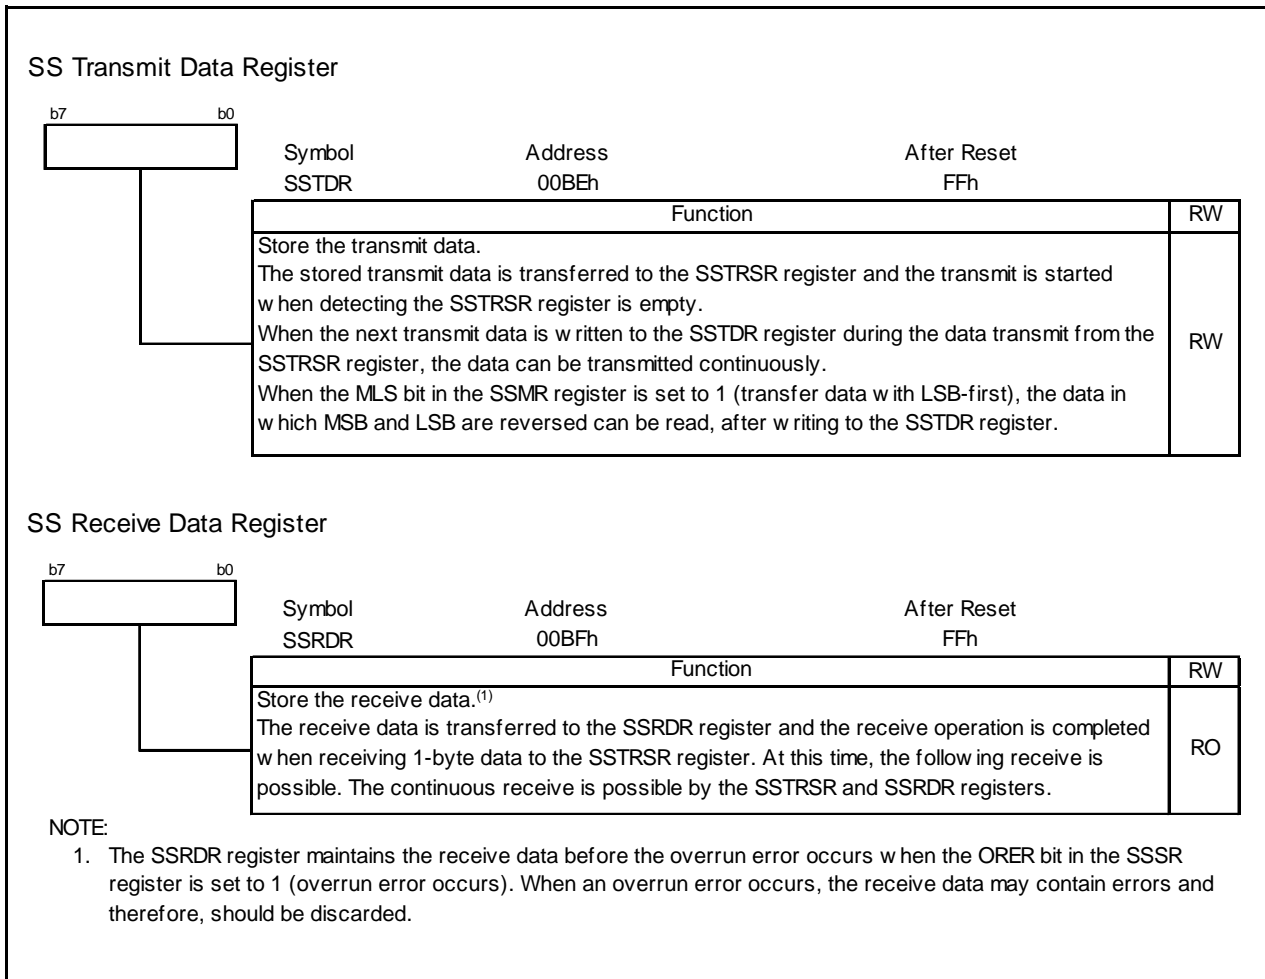 SS Transmit Data Register
b7 b0
Symbol Address After Reset
SSTDR 00BEh FFh
Function RW
Store the transmit data.
The stored transmit data is transferred to the SSTRSR register and the transmit is started
when detecting the SSTRSR register is empty.
When the next transmit data is written to the SSTDR register during the data transmit from the
SSTRSR register, the data can be transmitted continuously.
When the MLS bit in the SSMR register is set to 1 (transfer data with LSB-first), the data in
which MSB and LSB are reversed can be read, after writing to the SSTDR register.
RW
SS Receive Data Register
b7 b0
Symbol Address After Reset
SSRDR 00BFh FFh
Function RW
Store the receive data.(1)
The receive data is transferred to the SSRDR register and the receive operation is completed
when receiving 1-byte data to the SSTRSR register. At this time, the following receive is
possible. The continuous receive is possible by the SSTRSR and SSRDR registers.
RO
NOTE:
1. The SSRDR register maintains the receive data before the overrun error occurs when the ORER bit in the SSSR
register is set to 1 (overrun error occurs). When an overrun error occurs, the receive data may contain errors and
therefore, should be discarded.